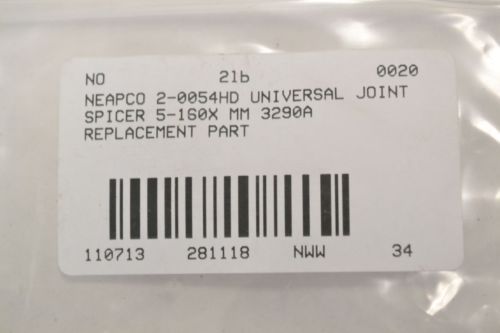 NO 21b 0020
NEAPCO 2-0054HD UNIVERSAL JOINT
SPICER 5-160X MM 3290A
REPLACEMENT PART
110713 281118 NWW 34